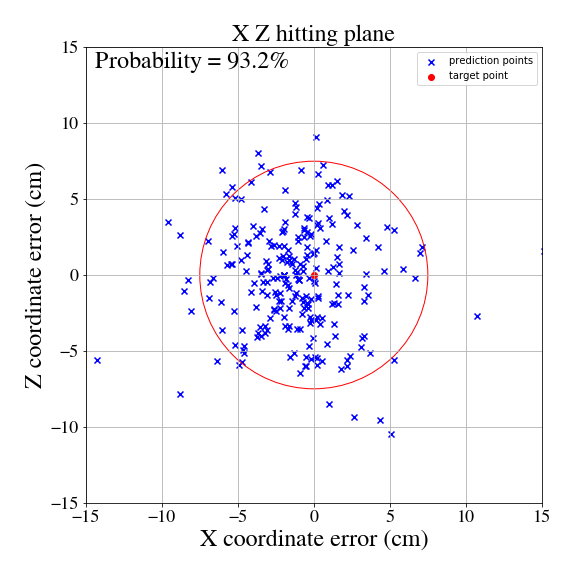 X Z hitting plane
Probability = 93.2%
prediction points
target point
15
10
5
0
−5
−10
−15
Z coordinate error (cm)
−15 −10 −5 0 5 10 15
X coordinate error (cm)